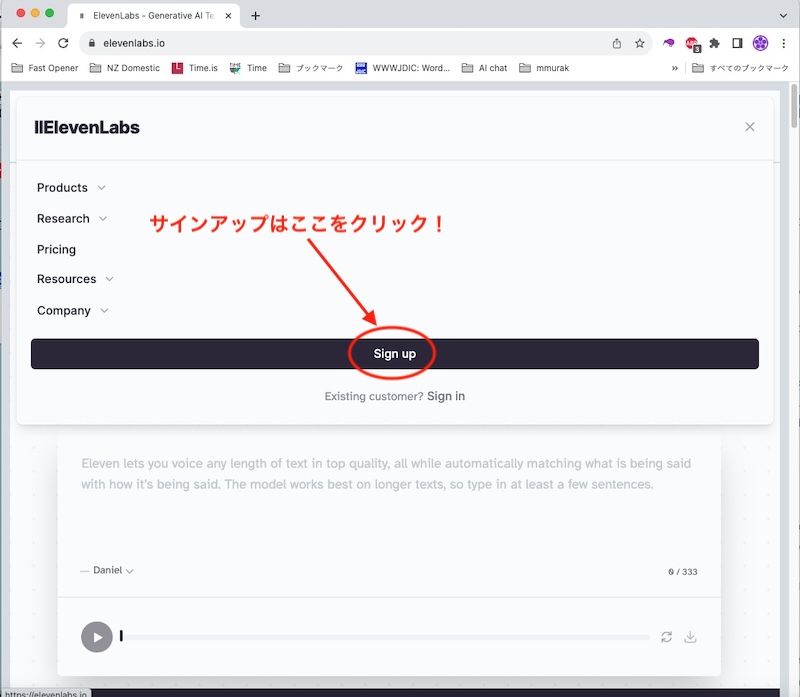 ElevenLabs - Generative AI Te
elevenlabs.io
Fast Opener
NZ Domestic
Time.is
Time
ブックマーク
WWWJDIC: Word...
AI chat
mmurak
»
すべてのブックマーク
IIElevenLabs
Products
Research
サインアップはここをクリック！
Pricing
Resources
Company
Sign up
Existing customer? Sign in
Eleven lets you voice any length of text in top quality, all while automatically matching what is being said
with how it's being said. The model works best on longer texts, so type in at least a few sentences.
— Daniel
0 / 333
https://elevenlabs.io